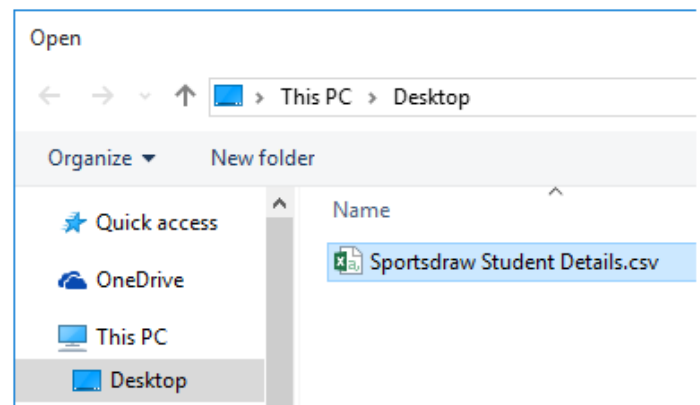 Open
This PC > Desktop
Organize New folder
Quick access
OneDrive
This PC
Desktop
Name
Sportsdraw Student Details.csv